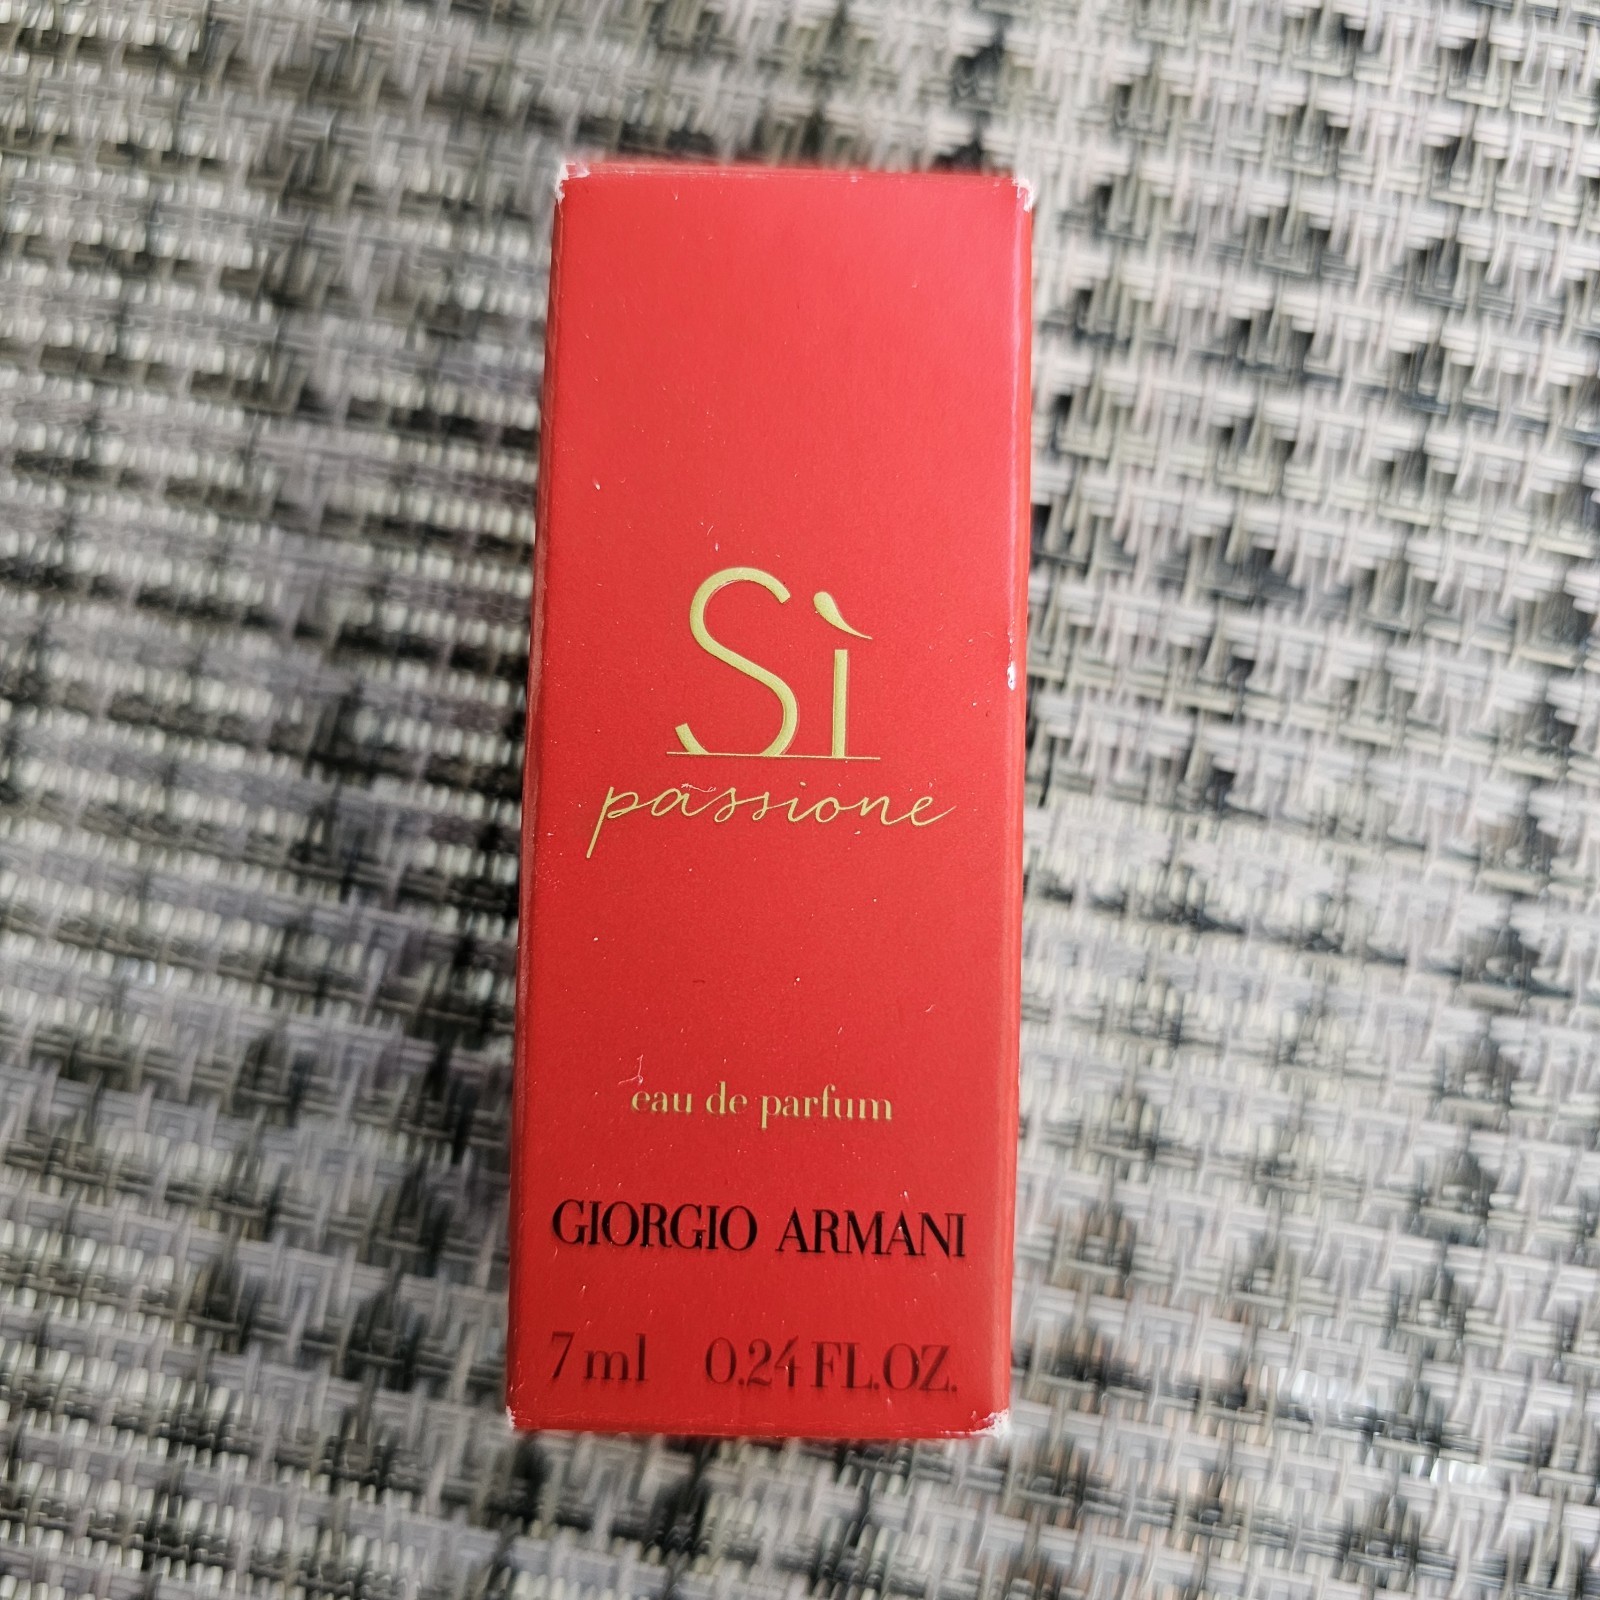 Sì
passione
eau de parfum
GIORGIO ARMANI
7 ml 0.24 FL.OZ.